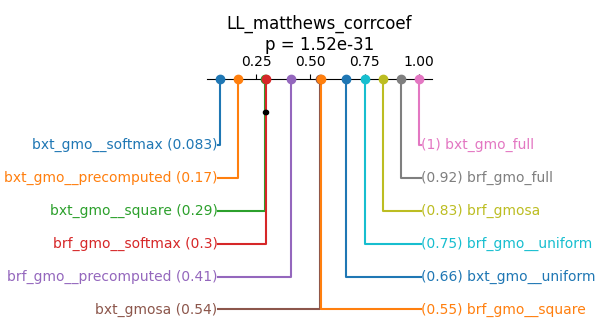 LL_matthews_corrcoef
p = 1.52e-31
0.25 0.50 0.75 1.00
bxt_gmo__softmax (0.083)
(1) bxt_gmo_full
bxt_gmo__precomputed (0.17)
(0.92) brf_gmo_full
bxt_gmo__square (0.29)
(0.83) brf_gmosa
brf_gmo__softmax (0.3)
(0.75) brf_gmo__uniform
brf_gmo__precomputed (0.41)
(0.66) bxt_gmo__uniform
bxt_gmosa (0.54)
(0.55) brf_gmo__square